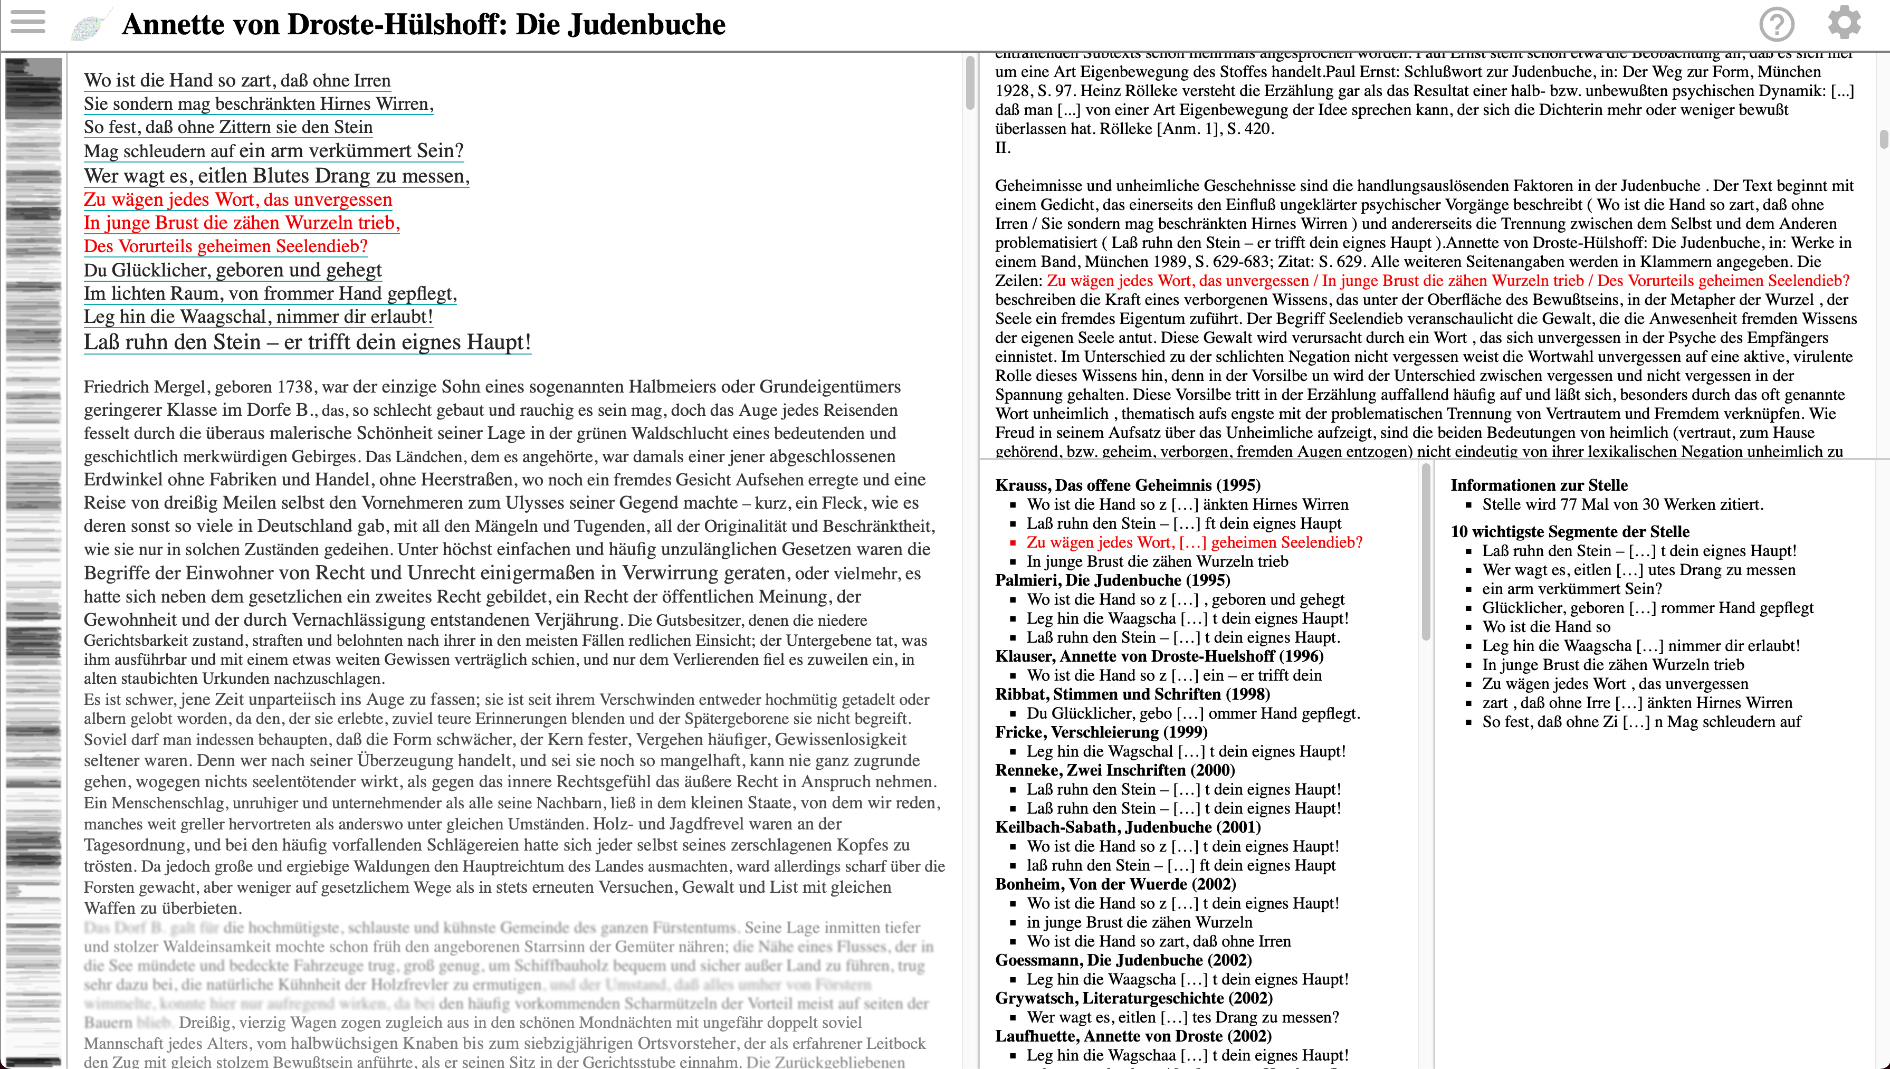 Annette von Droste-Hülshoff: Die Judenbuche
Wo ist die Hand so zart, daß ohne Irren
Sie sondern mag beschränkten Hirnes Wirren,
So fest, daß ohne Zittern sie den Stein
Mag schleudern auf ein arm verkümmert Sein?
Wer wagt es, eitlen Blutes Drang zu messen,
Zu wägen jedes Wort, das unvergessen
In junge Brust die zähen Wurzeln trieb,
Des Vorurteils geheimen Seelendieb?
Du Glücklicher, geboren und gehegt
Im lichten Raum, von frommer Hand gepflegt,
Leg hin die Waagschal, nimmer dir erlaubt!
Laß ruhn den Stein – er trifft dein eignes Haupt!
Friedrich Mergel, geboren 1738, war der einzige Sohn eines sogenannten Halbmeiers oder Grundeigentümers
geringerer Klasse im Dorfe B., das, so schlecht gebaut und rauchig es sein mag, doch das Auge jedes Reisenden
fesselt durch die überaus malerische Schönheit seiner Lage in der grünen Waldschlucht eines bedeutenden und
geschichtlich merkwürdigen Gebirges. Das Ländchen, dem es angehörte, war damals einer jener abgeschlossenen
Erdwinkel ohne Fabriken und Handel, ohne Heerstraßen, wo noch ein fremdes Gesicht Aufsehen erregte und eine
Reise von dreißig Meilen selbst den Vornehmeren zum Ulysses seiner Gegend machte – kurz, ein Fleck, wie es
deren sonst so viele in Deutschland gab, mit all den Mängeln und Tugenden, all der Originalität und Beschränktheit,
wie sie nur in solchen Zuständen gedeihen. Unter höchst einfachen und häufig unzulänglichen Gesetzen waren die
Begriffe der Einwohner von Recht und Unrecht einigermaßen in Verwirrung geraten, oder vielmehr, es
hatte sich neben dem gesetzlichen ein zweites Recht gebildet, ein Recht der öffentlichen Meinung, der
Gewohnheit und der durch Vernachlässigung entstandenen Verjährung. Die Gutsbesitzer, denen die niedere
Gerichtsbarkeit zustand, straften und belohnten nach ihrer in den meisten Fällen redlichen Einsicht; der Untergebene tat, was
ihm ausführbar und mit einem etwas weiten Gewissen verträglich schien, und nur dem Verlierenden fiel es zuweilen ein, in
alten staubichten Urkunden nachzuschlagen.
Es ist schwer, jene Zeit unparteiisch ins Auge zu fassen; sie ist seit ihrem Verschwinden entweder hochmütig getadelt oder
albern gelobt worden, da den, der sie erlebte, zuviel teure Erinnerungen blenden und der Spätergeborene sie nicht begreift.
Soviel darf man indessen behaupten, daß die Form schwächer, der Kern fester, Vergehen häufiger, Gewissenlosigkeit
seltener waren. Denn wer nach seiner Überzeugung handelt, und sei sie noch so mangelhaft, kann nie ganz zugrunde
gehen, wogegen nichts seelentötender wirkt, als gegen das innere Rechtsgefühl das äußere Recht in Anspruch nehmen.
Ein Menschenschlag, unruhiger und unternehmender als alle seine Nachbarn, ließ in dem kleinen Staate, von dem wir reden,
manches weit greller hervortreten als anderswo unter gleichen Umständen. Holz- und Jagdfrevel waren an der
Tagesordnung, und bei den häufig vorfallenden Schlägereien hatte sich jeder selbst seines zerschlagenen Kopfes zu
trösten. Da jedoch große und ergiebige Waldungen den Hauptreichtum des Landes ausmachten, ward allerdings scharf über die
Forsten gewacht, aber weniger auf gesetzlichem Wege als in stets erneuten Versuchen, Gewalt und List mit gleichen
Waffen zu überbieten.
Das Dorf B. galt für die hochmütigste, schlauste und kühnste Gemeinde des ganzen Fürstentums. Seine Lage inmitten tiefer
und stolzer Waldeinsamkeit mochte schon früh den angeborenen Starrsinn der Gemüter nähren; die Nähe eines Flusses, der in
die See mündete und bedeckte Fahrzeuge trug, groß genug, um Schiffbauholz bequem und sicher außer Land zu führen, trug
sehr dazu bei, die natürliche Kühnheit der Holzfrevler zu ermutigen, und der Umstand, daß alles umher von Förstern
wimmelte, konnte hier nur aufregend wirken, da bei den häufig vorkommenden Scharmützeln der Vorteil meist auf seiten der
Bauern blieb. Dreißig, vierzig Wagen zogen zugleich aus in den schönen Mondnächten mit ungefähr doppelt soviel
Mannschaft jedes Alters, vom halbwüchsigen Knaben bis zum siebzigjährigen Ortsvorsteher, der als erfahrener Leitbock
den Zug mit gleich stolzem Bewußtsein anführte, als er seinen Sitz in der Gerichtsstube einnahm. Die Zurückgebliebenen
entfaltenden Subtexts schon mehrmals angesprochen worden. Paul Ernst steht schon etwa die Beobachtung an, daß es sich hier
um eine Art Eigenbewegung des Stoffes handelt.Paul Ernst: Schlußwort zur Judenbuche, in: Der Weg zur Form, München
1928, S. 97. Heinz Rölleke versteht die Erzählung gar als das Resultat einer halb- bzw. unbewußten psychischen Dynamik: [...]
daß man [...] von einer Art Eigenbewegung der Idee sprechen kann, der sich die Dichterin mehr oder weniger bewußt
überlassen hat. Rölleke [Anm. 1], S. 420.
II.
Geheimnisse und unheimliche Geschehnisse sind die handlungsauslösenden Faktoren in der Judenbuche . Der Text beginnt mit
einem Gedicht, das einerseits den Einfluß ungeklärter psychischer Vorgänge beschreibt ( Wo ist die Hand so zart, daß ohne
Irren / Sie sondern mag beschränkten Hirnes Wirren ) und andererseits die Trennung zwischen dem Selbst und dem Anderen
problematisiert ( Laß ruhn den Stein – er trifft dein eignes Haupt ).Annette von Droste-Hülshoff: Die Judenbuche, in: Werke in
einem Band, München 1989, S. 629-683; Zitat: S. 629. Alle weiteren Seitenangaben werden in Klammern angegeben. Die
Zeilen: Zu wägen jedes Wort, das unvergessen / In junge Brust die zähen Wurzeln trieb / Des Vorurteils geheimen Seelendieb?
beschreiben die Kraft eines verborgenen Wissens, das unter der Oberfläche des Bewußtseins, in der Metapher der Wurzel , der
Seele ein fremdes Eigentum zuführt. Der Begriff Seelendieb veranschaulicht die Gewalt, die die Anwesenheit fremden Wissens
der eigenen Seele antut. Diese Gewalt wird verursacht durch ein Wort , das sich unvergessen in der Psyche des Empfängers
einnistet. Im Unterschied zu der schlichten Negation nicht vergessen weist die Wortwahl unvergessen auf eine aktive, virulente
Rolle dieses Wissens hin, denn in der Vorsilbe un wird der Unterschied zwischen vergessen und nicht vergessen in der
Spannung gehalten. Diese Vorsilbe tritt in der Erzählung auffallend häufig auf und läßt sich, besonders durch das oft genannte
Wort unheimlich , thematisch aufs engste mit der problematischen Trennung von Vertrautem und Fremdem verknüpfen. Wie
Freud in seinem Aufsatz über das Unheimliche aufzeigt, sind die beiden Bedeutungen von heimlich (vertraut, zum Hause
gehörend, bzw. geheim, verborgen, fremden Augen entzogen) nicht eindeutig von ihrer lexikalischen Negation unheimlich zu
Krauss, Das offene Geheimnis (1995)
Wo ist die Hand so z […] änkten Hirnes Wirren
Laß ruhn den Stein – […] ft dein eignes Haupt
Zu wägen jedes Wort, […] geheimen Seelendieb?
In junge Brust die zähen Wurzeln trieb
Palmieri, Die Judenbuche (1995)
Wo ist die Hand so z […] , geboren und gehegt
Leg hin die Waagscha […] t dein eignes Haupt!
Laß ruhn den Stein – […] t dein eignes Haupt.
Klauser, Annette von Droste-Huelshoff (1996)
Wo ist die Hand so z […] ein – er trifft dein
Ribbat, Stimmen und Schriften (1998)
Du Glücklicher, gebo […] ommer Hand gepflegt.
Fricke, Verschleierung (1999)
Leg hin die Wagschal […] t dein eignes Haupt!
Renneke, Zwei Inschriften (2000)
Laß ruhn den Stein – […] t dein eignes Haupt!
Laß ruhn den Stein – […] t dein eignes Haupt!
Keilbach-Sabath, Judenbuche (2001)
Wo ist die Hand so z […] t dein eignes Haupt!
laß ruhn den Stein – […] ft dein eignes Haupt
Bonheim, Von der Wuerde (2002)
Wo ist die Hand so z […] t dein eignes Haupt!
in junge Brust die zähen Wurzeln
Wo ist die Hand so zart, daß ohne Irren
Goessmann, Die Judenbuche (2002)
Leg hin die Waagscha […] t dein eignes Haupt!
Grywatsch, Literaturgeschichte (2002)
Wer wagt es, eitlen […] tes Drang zu messen?
Laufhuette, Annette von Droste (2002)
Leg hin die Wagschaa […] t dein eignes Haupt!
Informationen zur Stelle
Stelle wird 77 Mal von 30 Werken zitiert.
10 wichtigste Segmente der Stelle
Laß ruhn den Stein – […] t dein eignes Haupt!
Wer wagt es, eitlen […] utes Drang zu messen
ein arm verkümmert Sein?
Glücklicher, geboren […] rommer Hand gepflegt
Wo ist die Hand so
Leg hin die Waagscha […] nimmer dir erlaubt!
In junge Brust die zähen Wurzeln trieb
Zu wägen jedes Wort , das unvergessen
zart , daß ohne Irre […] änkten Hirnes Wirren
So fest, daß ohne Zi […] n Mag schleudern auf